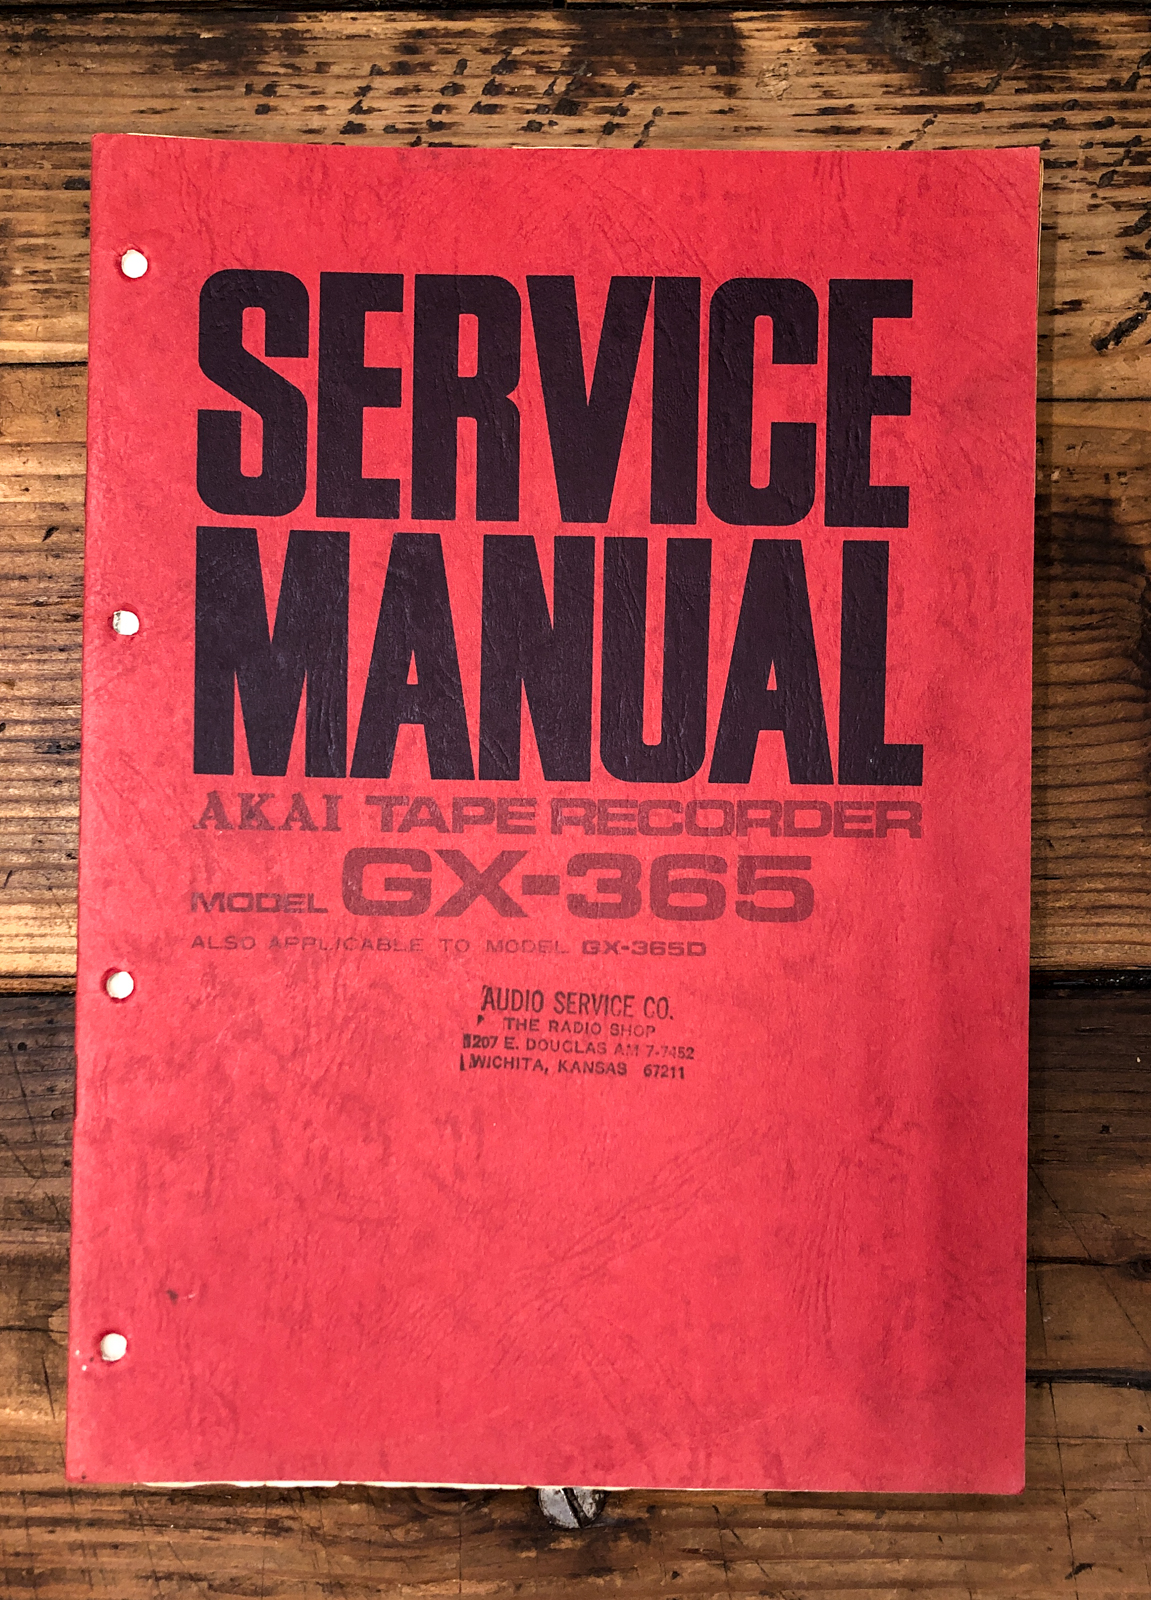 SERVICE
MANUAL
AKAI TAPE RECORDER
MODEL GX-365
ALSO APPLICABLE TO MODEL GX-365D
AUDIO SERVICE CO.
THE RADIO SHOP
E. DOUGLAS AM 7-7452
WICHITA, KANSAS 67211